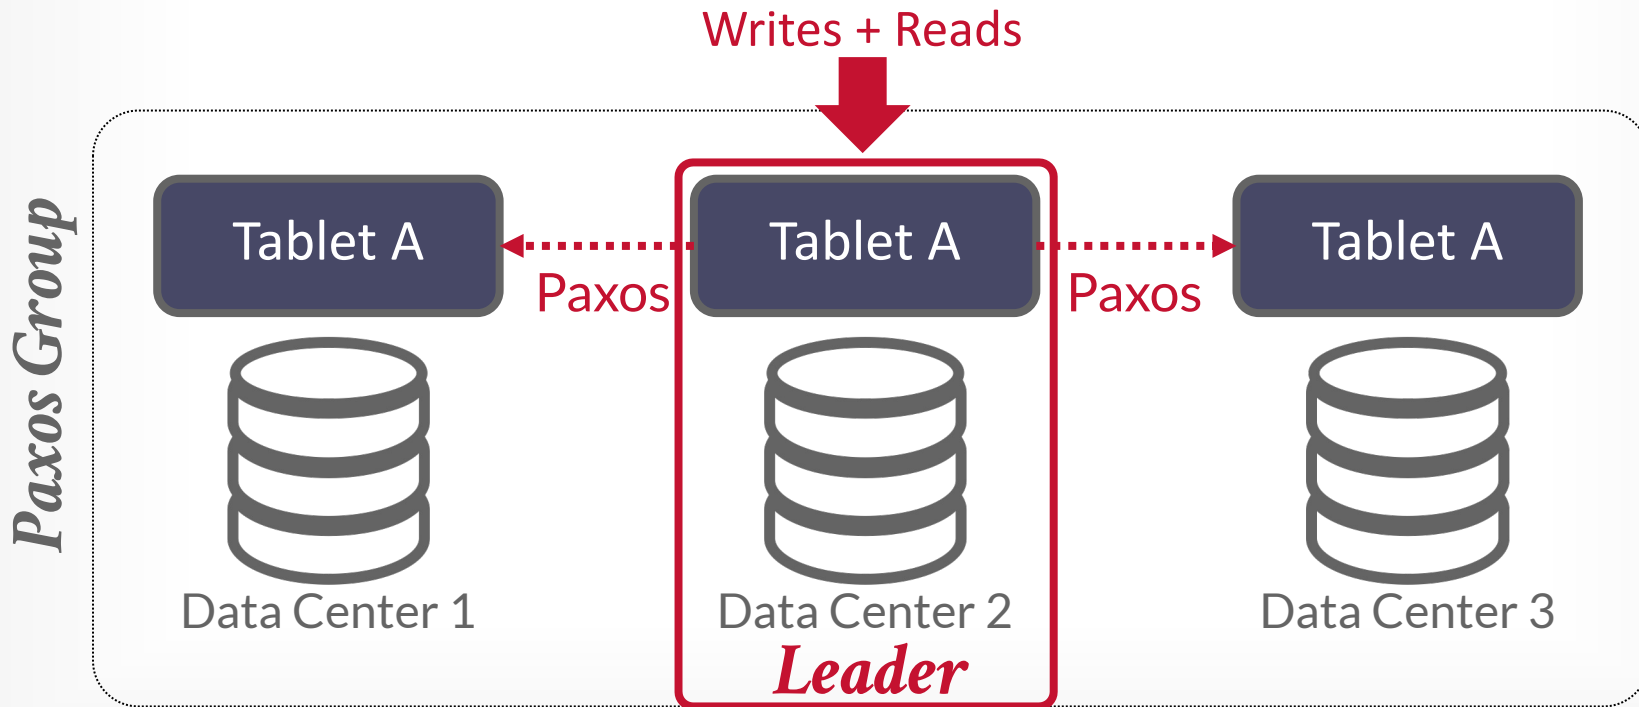 Writes + Reads
Paxos Group
Tablet A
Tablet A
Tablet A
Paxos
Paxos
Data Center 1
Data Center 2
Data Center 3
Leader